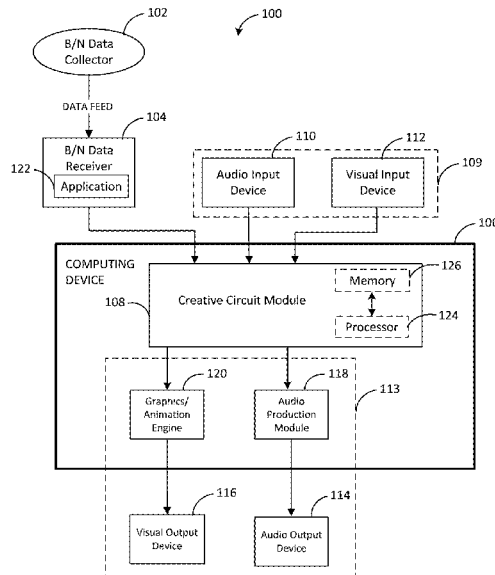 102
100
B/N Data
Collector
DATA FEED
104
110
112
B/N Data
Receiver
122
Application
Audio Input
Device
Visual Input
Device
109
106
COMPUTING
DEVICE
Memory
126
108
Creative Circuit Module
Processor
124
120
118
113
Graphics/
Animation
Engine
Audio
Production
Module
116
114
Visual Output
Device
Audio Output
Device